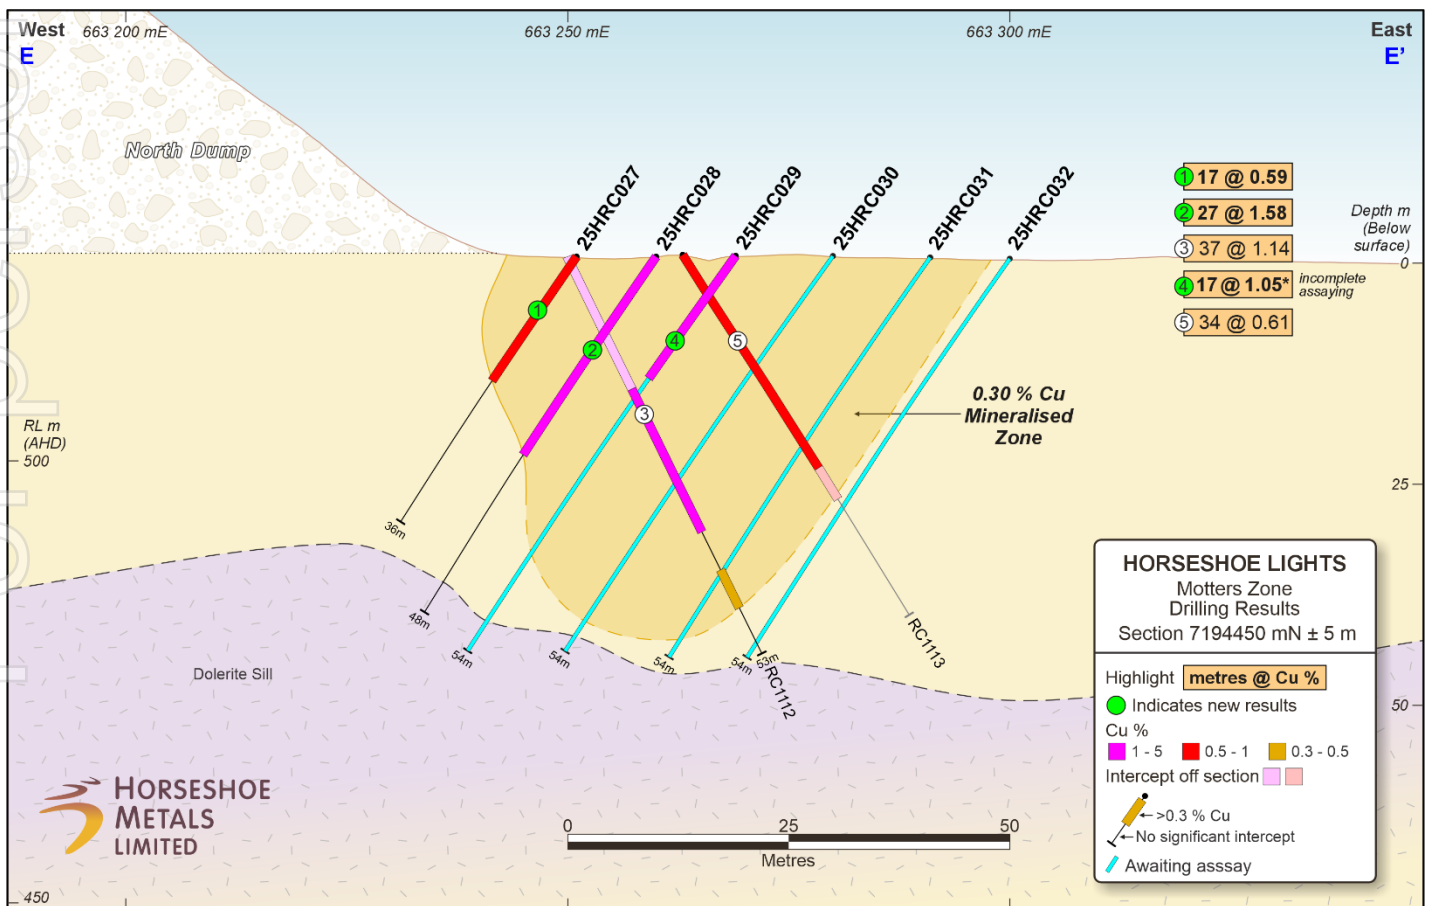 West
663 200 mE
663 250 mE
663 300 mE
East
E
E'
North Dump
25HRC027
25HRC028
25HRC029
25HRC030
25HRC031
25HRC032
1 17 @ 0.59
2 27 @ 1.58
3 37 @ 1.14
4 17 @ 1.05*
incomplete
assaying
5 34 @ 0.61
Depth m
(Below
surface)
0
1
2
4
5
3
0.30 % Cu
Mineralised
Zone
RL m
(AHD)
500
25
36m
48m
54m
54m
54m
54m
53m
RC1112
RC1113
Dolerite Sill
50
HORSESHOE LIGHTS
Motters Zone
Drilling Results
Section 7194450 mN ± 5 m
Highlight metres @ Cu %
Indicates new results
Cu %
1 - 5
0.5 - 1
0.3 - 0.5
Intercept off section
>0.3 % Cu
No significant intercept
Awaiting asssay
HORSESHOE
METALS
LIMITED
0 25 50
Metres
450